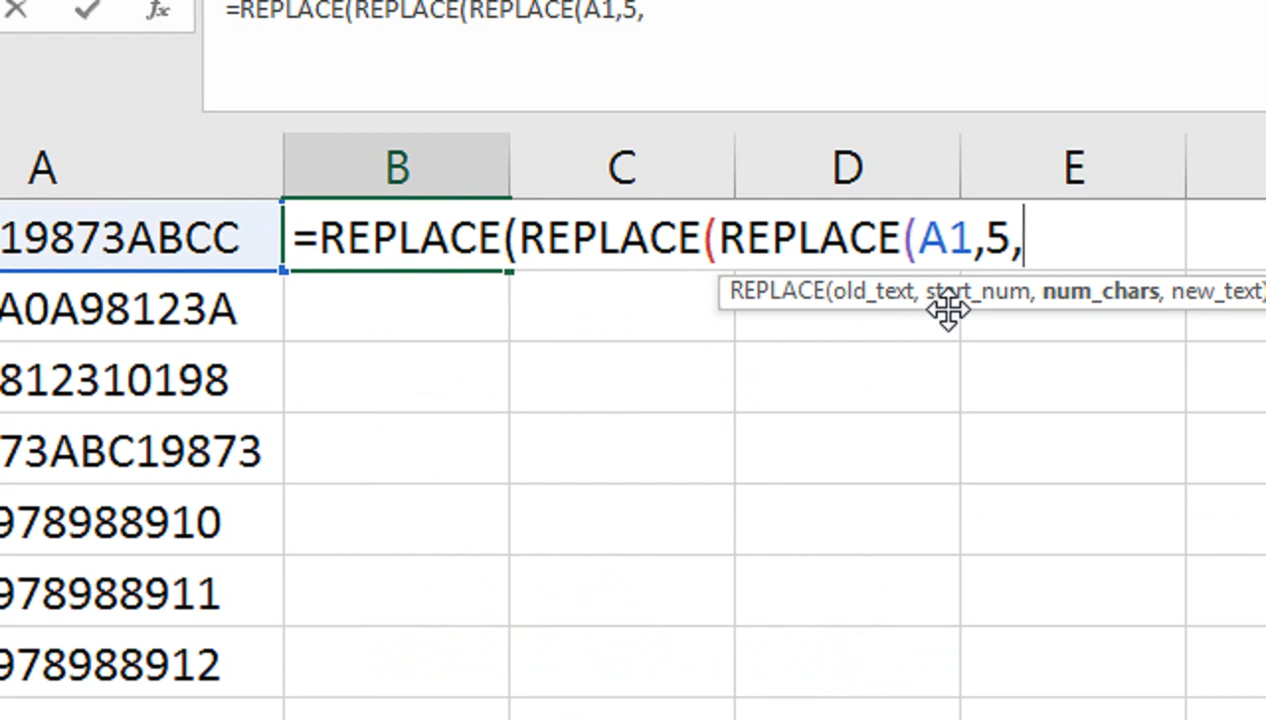 =REPLACE(REPLACE(REPLACE(A1,5,
A B C D E
19873ABCC =REPLACE(REPLACE(REPLACE(A1,5,
REPLACE(old_text, start_num, num_chars, new_text)
A0A98123A
812310198
73ABC19873
978988910
978988911
978988912